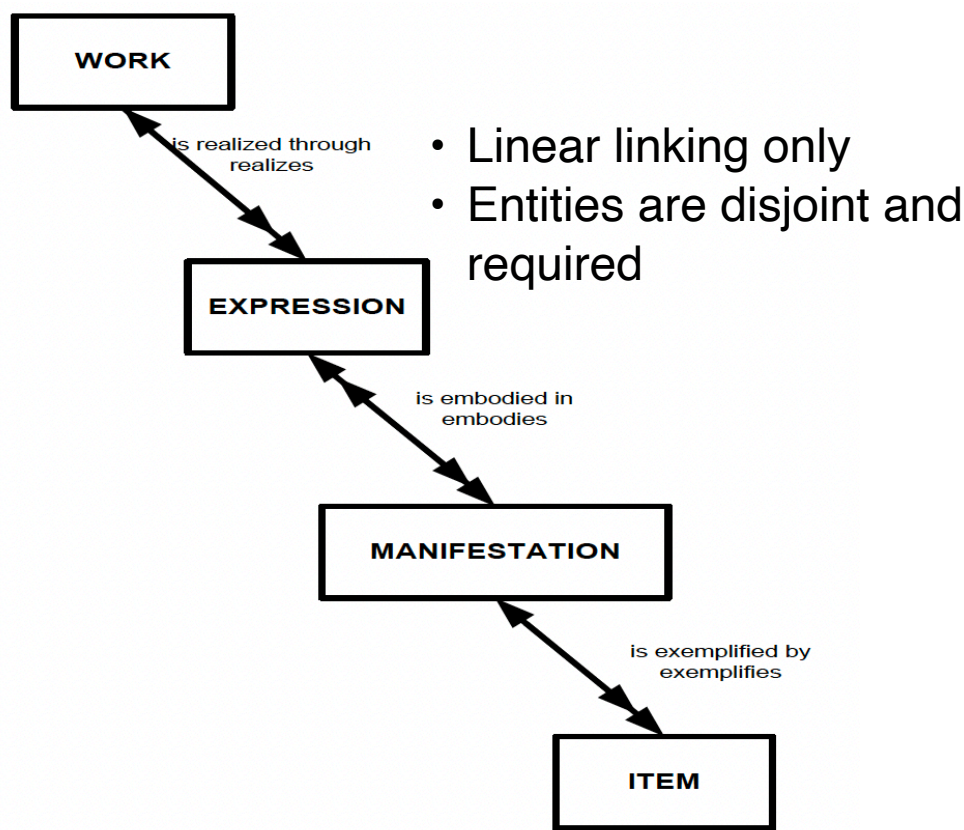 WORK
is realized through
realizes
• Linear linking only
• Entities are disjoint and
required
EXPRESSION
is embodied in
embodies
MANIFESTATION
is exemplified by
exemplifies
ITEM